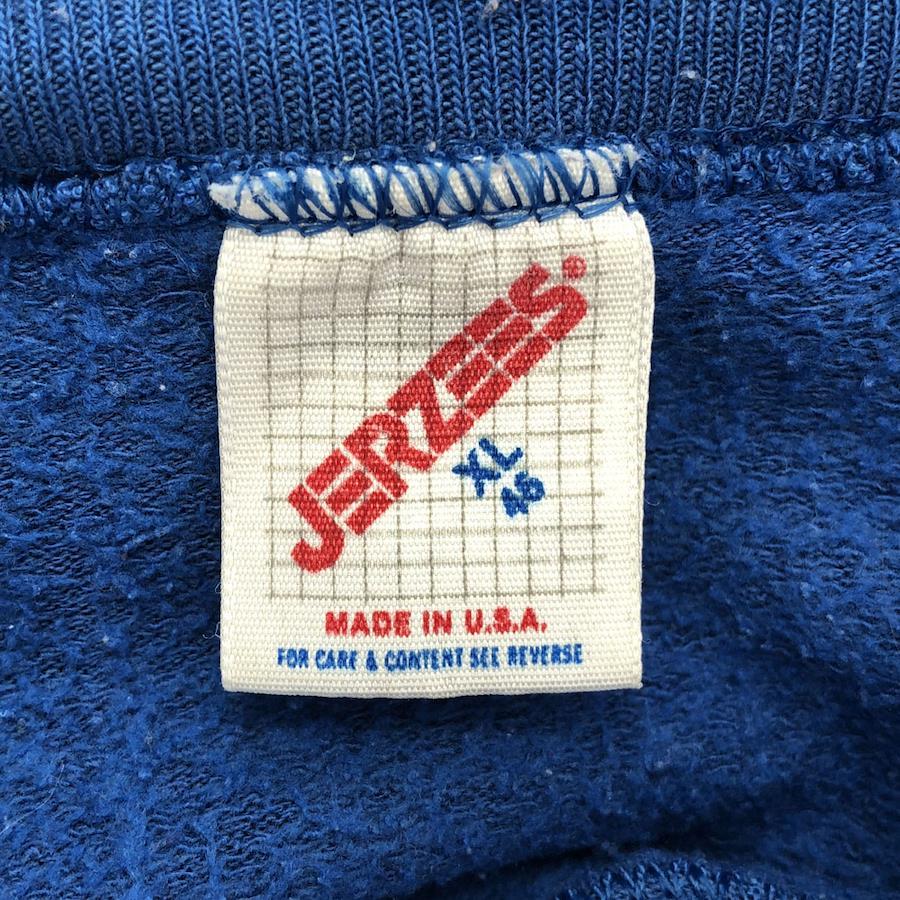 JERZEES®
XL
46
MADE IN U.S.A.
FOR CARE & CONTENT SEE REVERSE